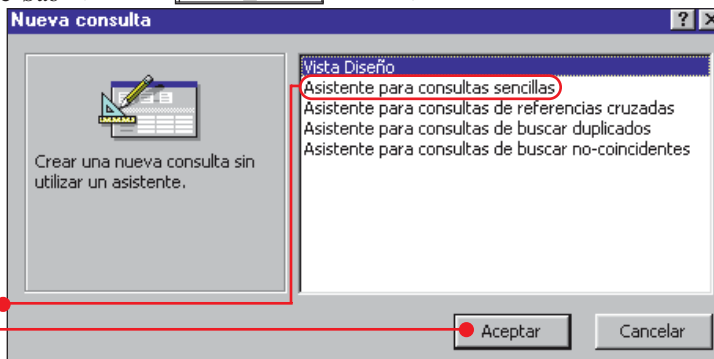 Nueva consulta
Vista Diseño
Asistente para consultas sencillas
Asistente para consultas de referencias cruzadas
Asistente para consultas de buscar duplicados
Asistente para consultas de buscar no-coincidentes
Crear una nueva consulta sin
utilizar un asistente.
Aceptar
Cancelar